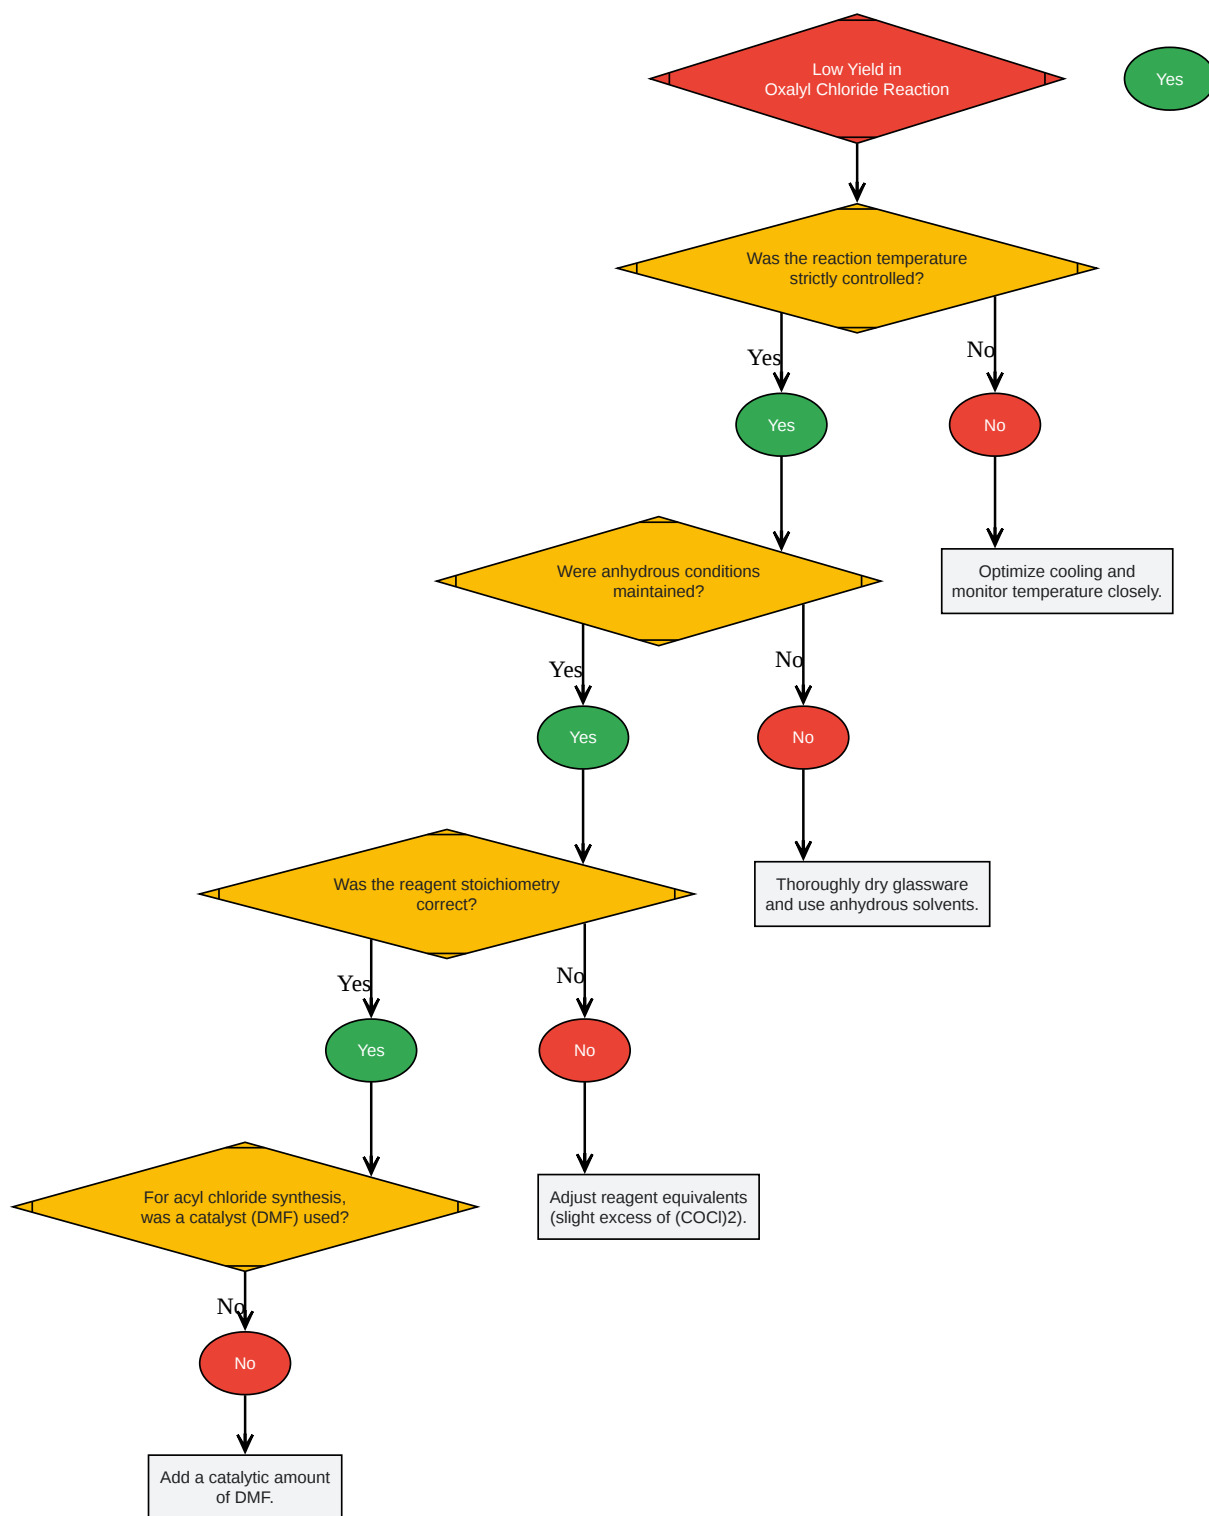 Low Yield in
Oxalyl Chloride Reaction
Yes
Was the reaction temperature
strictly controlled?
Yes
No
Yes
No
Were anhydrous conditions
maintained?
Optimize cooling and
monitor temperature closely.
Yes
No
Yes
No
Was the reagent stoichiometry
correct?
Thoroughly dry glassware
and use anhydrous solvents.
Yes
No
Yes
No
For acyl chloride synthesis,
was a catalyst (DMF) used?
Adjust reagent equivalents
(slight excess of (COCl)2).
No
No
Add a catalytic amount
of DMF.